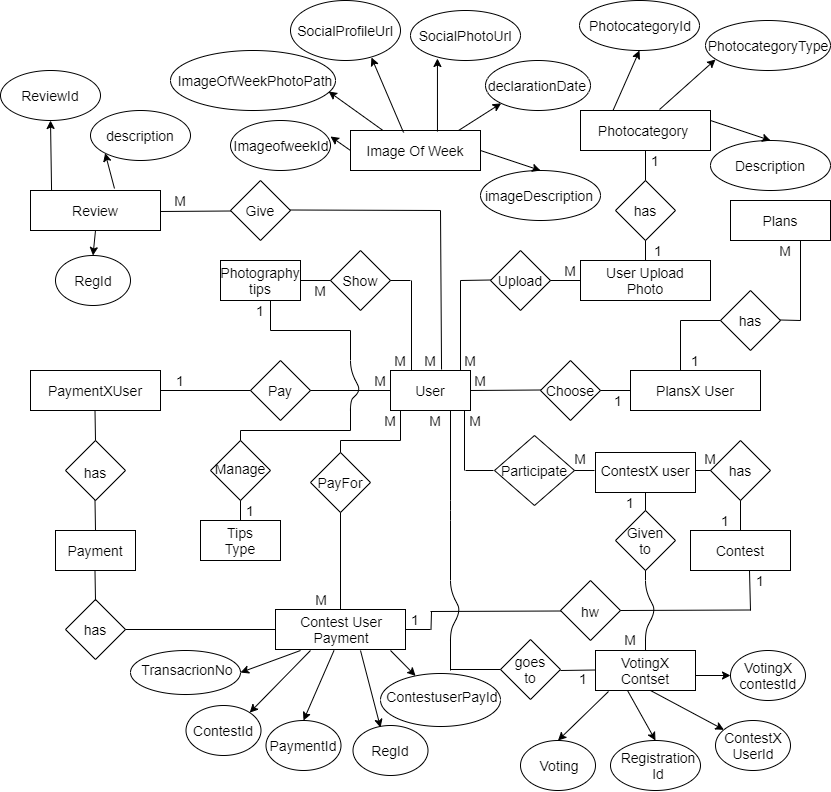 PhotocategoryId
SocialProfileUrl
SocialPhotoUrl
PhotocategoryType
ImageOfWeekPhotoPath
declarationDate
ReviewId
description
Photocategory
ImageofweekId
Image Of Week
Description
1
imageDescription
M
Review
Give
has
Plans
RegId
1
M
Photography
tips
M
Show
Upload
M
User Upload
Photo
1
has
M
M
M
1
PaymentXUser
1
Pay
M
User
M
Choose
1
PlansX User
M
M
M
has
Manage
PayFor
Participate
M
ContestX user
M
has
1
1
Tips
Type
Given
to
1
Payment
Contest
1
M
has
Contest User
Payment
1
hw
M
TransacrionNo
goes
to
1
VotingX
Contset
VotingX
contestId
ContestuserPayId
ContestId
PaymentId
RegId
Voting
Registration
Id
ContestX
UserId